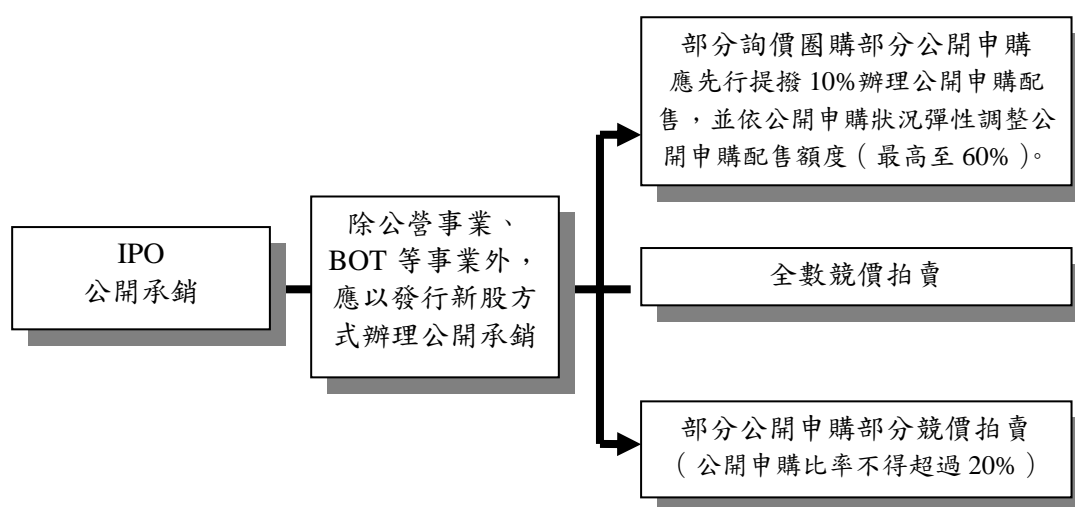 IPO
公開承銷
除公營事業、
BOT 等事業外，
應以發行新股方
式辦理公開承銷
部分詢價圈購部分公開申購
應先行提撥 10%辦理公開申購配
售，並依公開申購狀況彈性調整公
開申購配售額度（最高至 60%）。
全數競價拍賣
部分公開申購部分競價拍賣
（公開申購比率不得超過 20%）